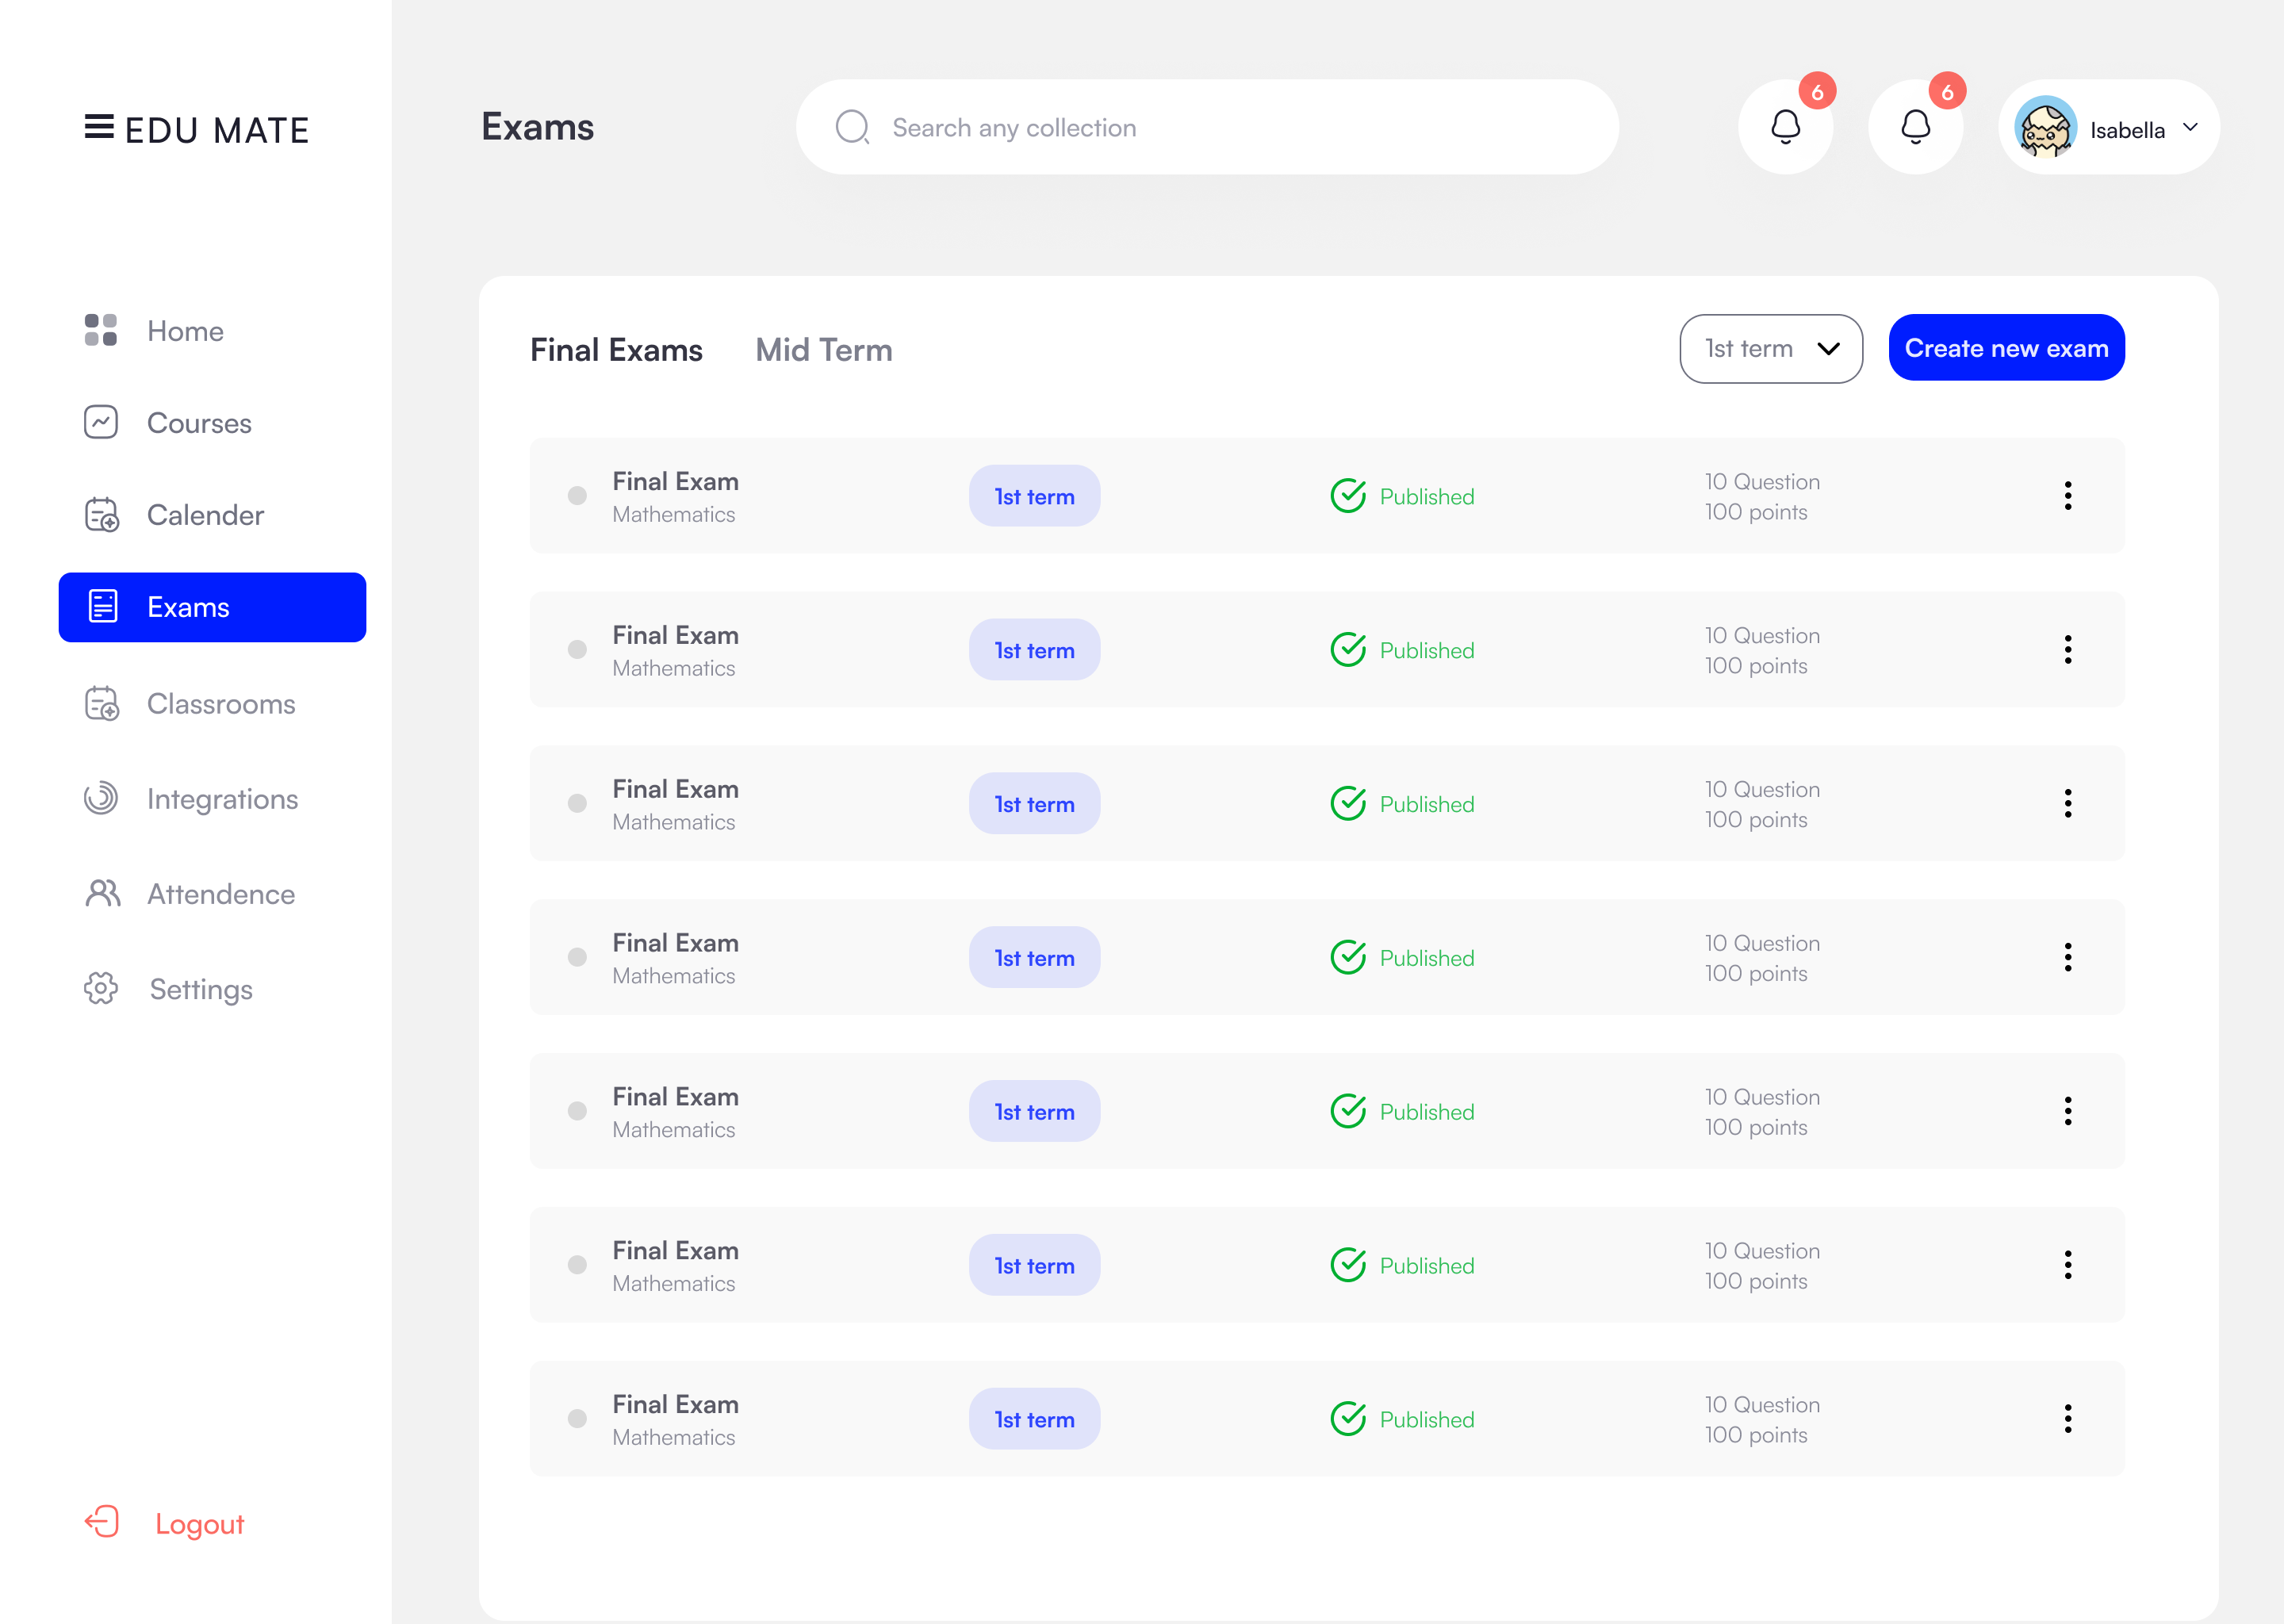 EDU MATE
Exams
Search any collection
6
6
Isabella
Home
Courses
Calender
Exams
Classrooms
Integrations
Attendence
Settings
Logout
Final Exams
Mid Term
1st term
Create new exam
Final Exam
Mathematics
1st term
Published
10 Question
100 points
Final Exam
Mathematics
1st term
Published
10 Question
100 points
Final Exam
Mathematics
1st term
Published
10 Question
100 points
Final Exam
Mathematics
1st term
Published
10 Question
100 points
Final Exam
Mathematics
1st term
Published
10 Question
100 points
Final Exam
Mathematics
1st term
Published
10 Question
100 points
Final Exam
Mathematics
1st term
Published
10 Question
100 points